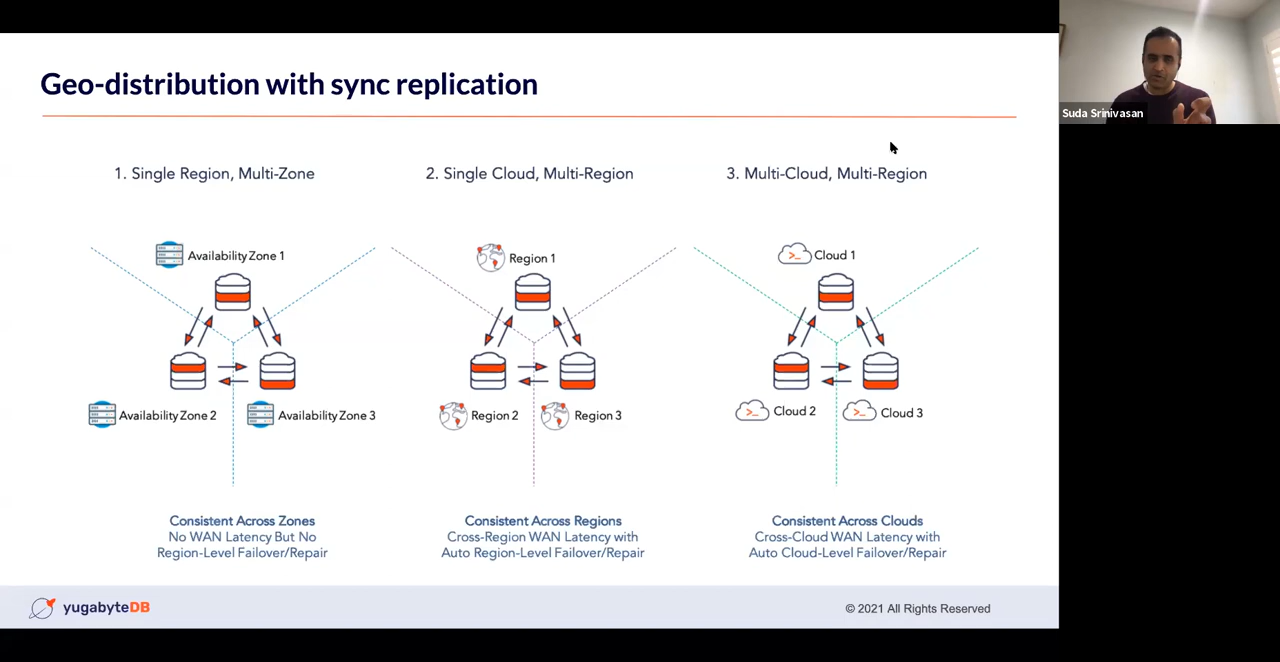 Geo-distribution with sync replication
Suda Srinivasan
1. Single Region, Multi-Zone
2. Single Cloud, Multi-Region
3. Multi-Cloud, Multi-Region
Availability Zone 1
Availability Zone 2
Availability Zone 3
Region 1
Region 2
Region 3
>_ Cloud 1
>_ Cloud 2
>_ Cloud 3
Consistent Across Zones
No WAN Latency But No
Region-Level Failover/Repair
Consistent Across Regions
Cross-Region WAN Latency with
Auto Region-Level Failover/Repair
Consistent Across Clouds
Cross-Cloud WAN Latency with
Auto Cloud-Level Failover/Repair
yugabyteDB
© 2021 All Rights Reserved